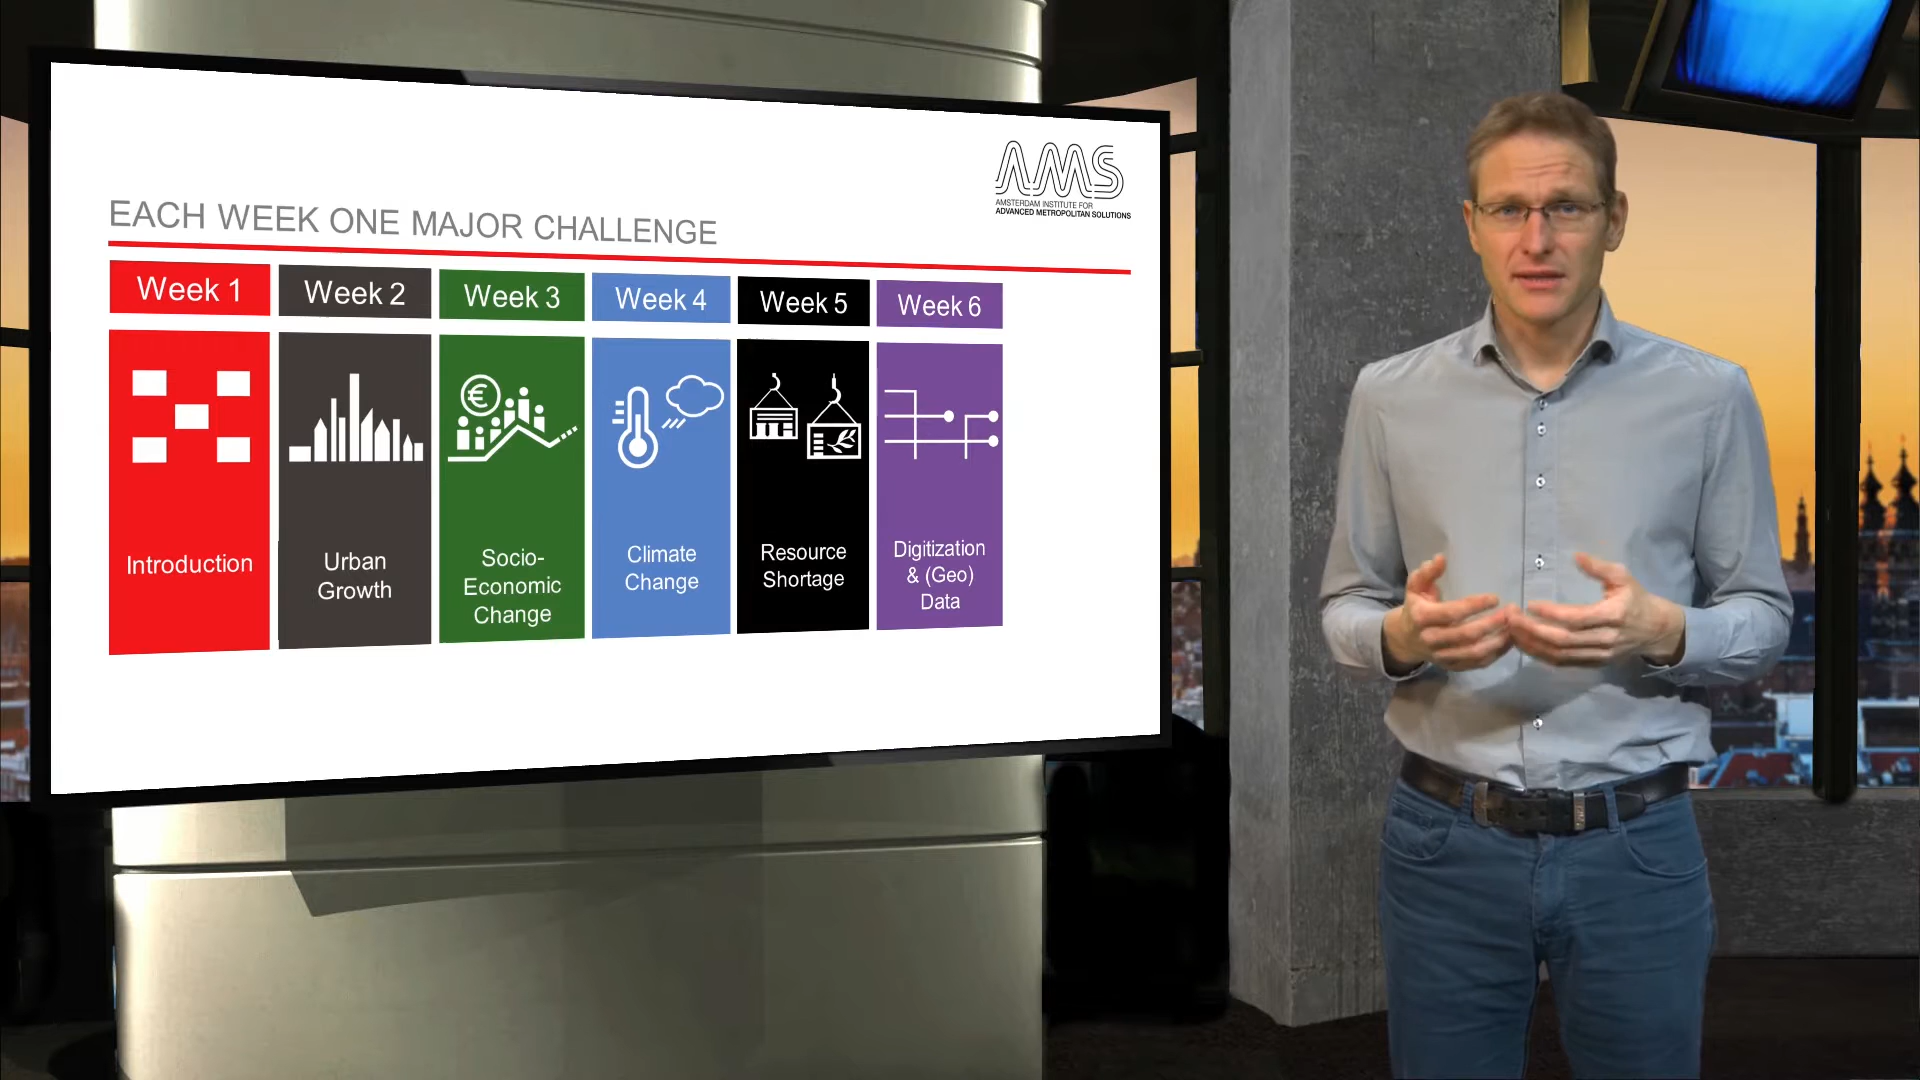 AMS
AMSTERDAM INSTITUTE FOR
ADVANCED METROPOLITAN SOLUTIONS
EACH WEEK ONE MAJOR CHALLENGE
Week 1
Week 2
Week 3
Week 4
Week 5
Week 6
€
Introduction
Urban
Growth
Socio-
Economic
Change
Climate
Change
Resource
Shortage
Digitization
& (Geo)
Data